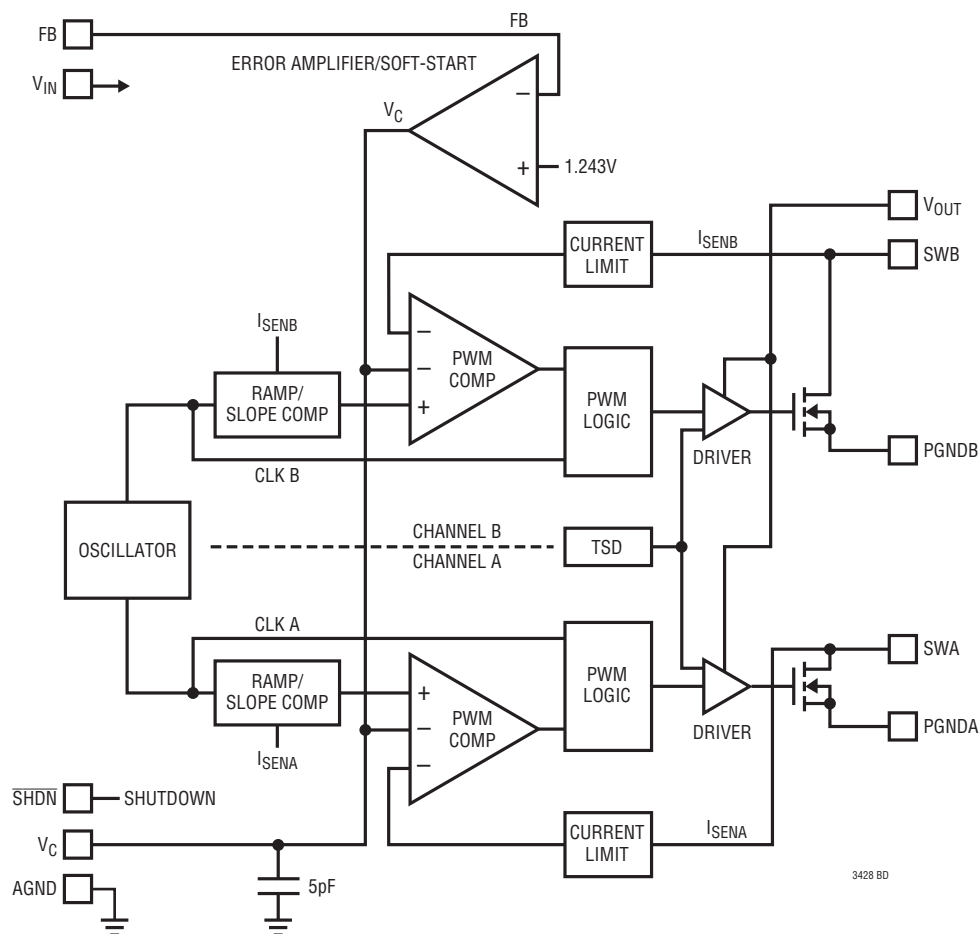 FB
FB
ERROR AMPLIFIER/SOFT-START
VIN
−
VC
+
1.243V
VOUT
CURRENT
LIMIT
ISENB
SWB
ISENB
−
−
+
PWM
COMP
RAMP/
SLOPE COMP
PWM
LOGIC
DRIVER
PGNDB
CLK B
OSCILLATOR
CHANNEL B
CHANNEL A
TSD
CLK A
SWA
RAMP/
SLOPE COMP
+
−
−
PWM
COMP
PWM
LOGIC
DRIVER
PGNDA
ISENA
SHDN
SHUTDOWN
CURRENT
LIMIT
ISENA
VC
5pF
AGND
3428 BD